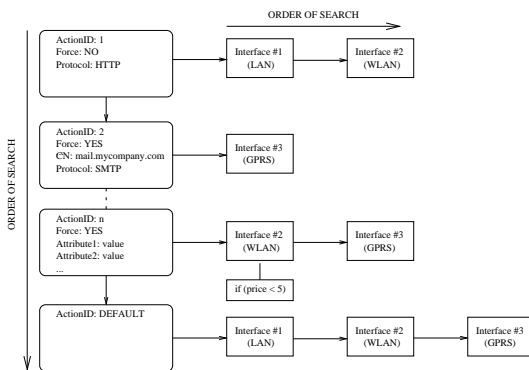 ORDER OF SEARCH
ORDER OF SEARCH
ActionID: 1
Force: NO
Protocol: HTTP
Interface #1
(LAN)
Interface #2
(WLAN)
ActionID: 2
Force: YES
CN: mail.mycompany.com
Protocol: SMTP
Interface #3
(GPRS)
ActionID: n
Force: YES
Attribute1: value
Attribute2: value
...
Interface #2
(WLAN)
Interface #3
(GPRS)
if (price < 5)
ActionID: DEFAULT
Interface #1
(LAN)
Interface #2
(WLAN)
Interface #3
(GPRS)